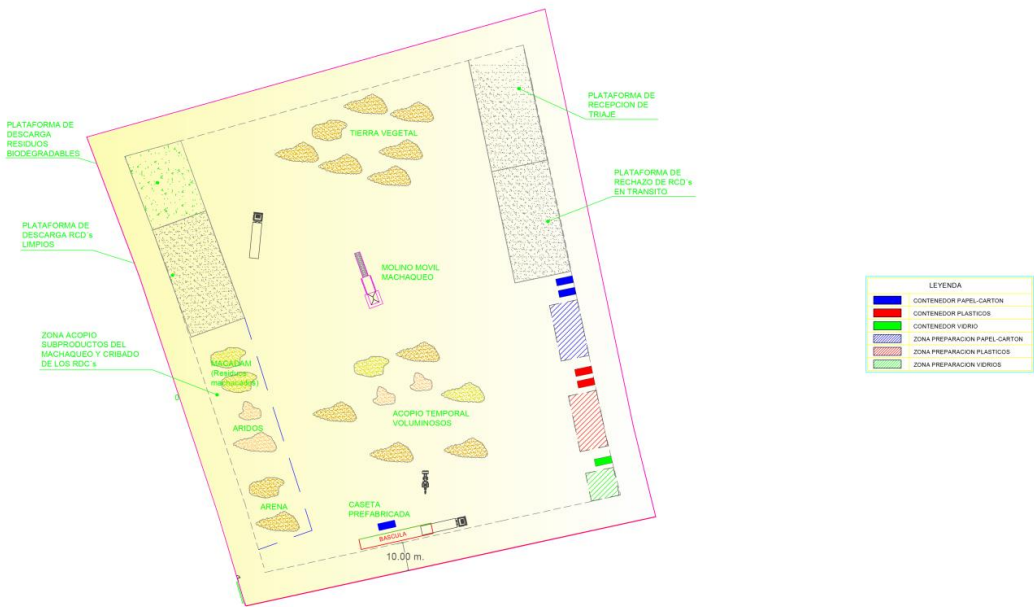 PLATAFORMA DE
RECEPCION DE
TRIAJE
PLATAFORMA DE
DESCARGA
RESIDUOS
BIODEGRADABLES
TIERRA VEGETAL
PLATAFORMA DE
RECHAZO DE RCD´s
EN TRANSITO
PLATAFORMA DE
DESCARGA RCD´s
LIMPIOS
MOLINO MOVIL
MACHAQUEO
LEYENDA
CONTENEDOR PAPEL-CARTON
CONTENEDOR PLASTICOS
CONTENEDOR VIDRIO
ZONA PREPARACION PAPEL-CARTON
ZONA PREPARACION PLASTICOS
ZONA PREPARACION VIDRIOS
ZONA ACOPIO
SUBPRODUCTOS DEL
MACHAQUEO Y CRIBADO
DE LOS RDC´s
MACADAM
(Residuos
machacados)
ARIDOS
ACOPIO TEMPORAL
VOLUMINOSOS
ARENA
CASETA
PREFABRICADA
BASCULA
10.00 m.